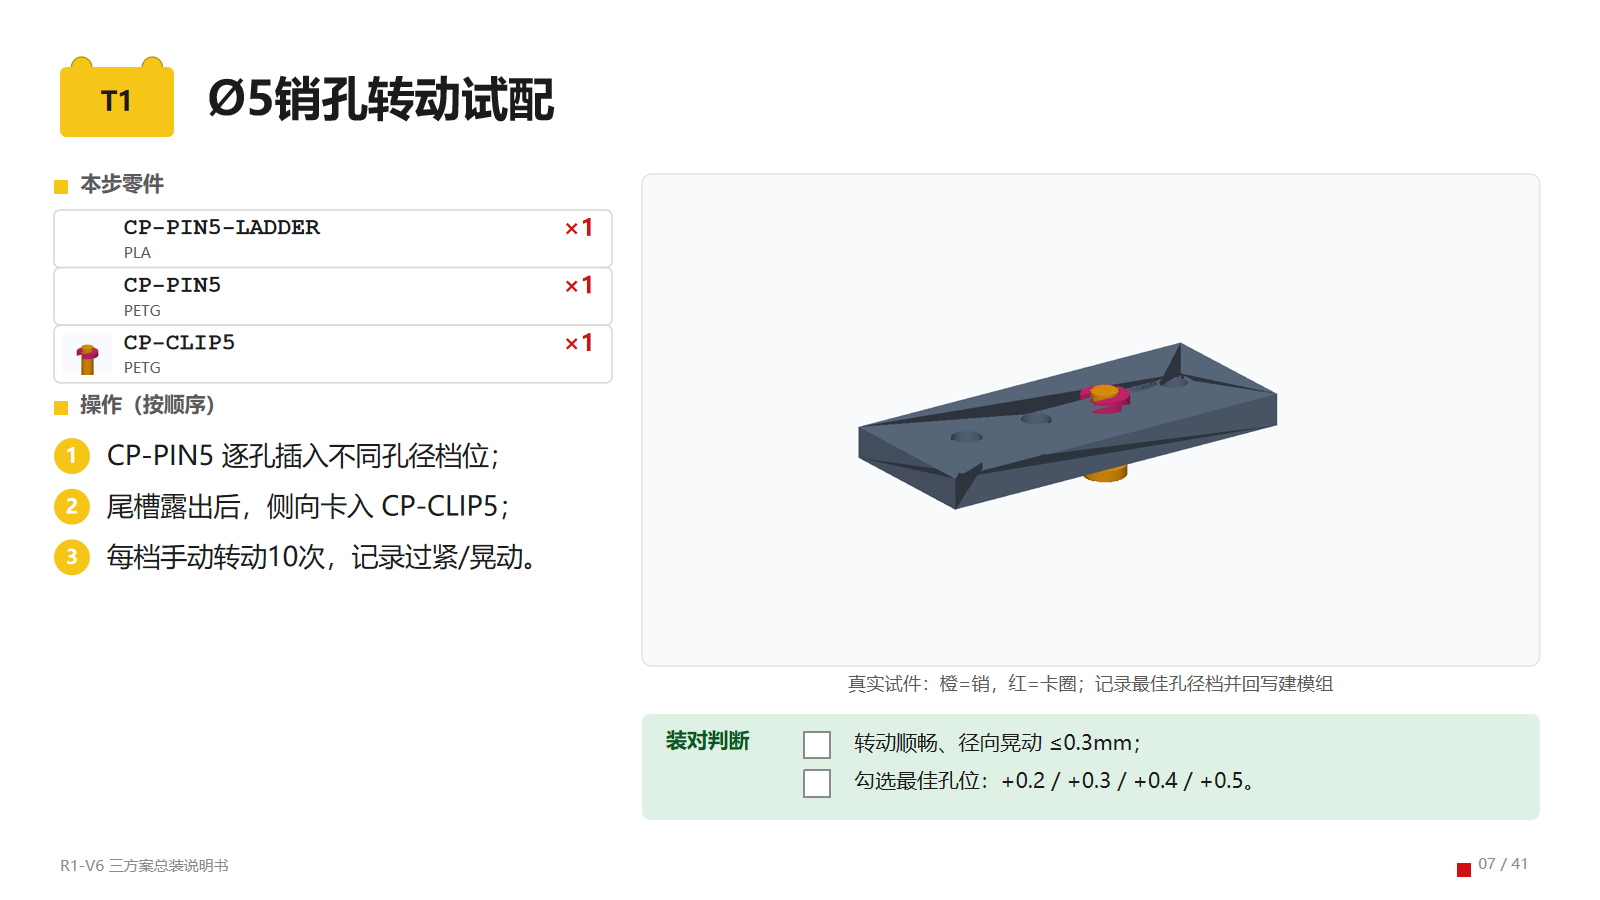 T1
Ø5销孔转动试配
本步零件
CP-PIN5-LADDER ×1
PLA
CP-PIN5 ×1
PETG
CP-CLIP5 ×1
PETG
操作（按顺序）
1 CP-PIN5 逐孔插入不同孔径档位；
2 尾槽露出后，侧向卡入 CP-CLIP5；
3 每档手动转动10次，记录过紧/晃动。
真实试件：橙=销，红=卡圈；记录最佳孔径档并回写建模组
装对判断
转动顺畅、径向晃动 ≤0.3mm；
勾选最佳孔位：+0.2 / +0.3 / +0.4 / +0.5。
R1-V6 三方案总装说明书
07 / 41